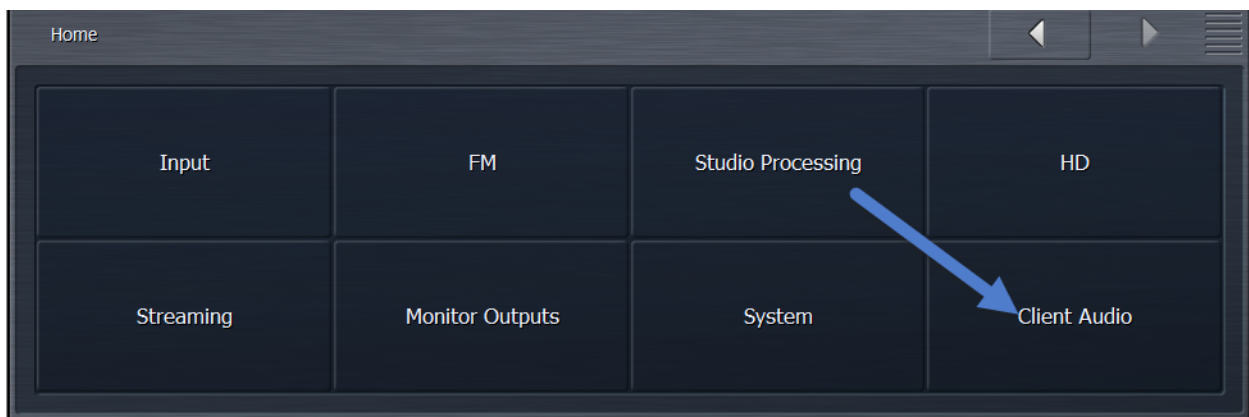 Home
Input
FM
Studio Processing
HD
Streaming
Monitor Outputs
System
Client Audio